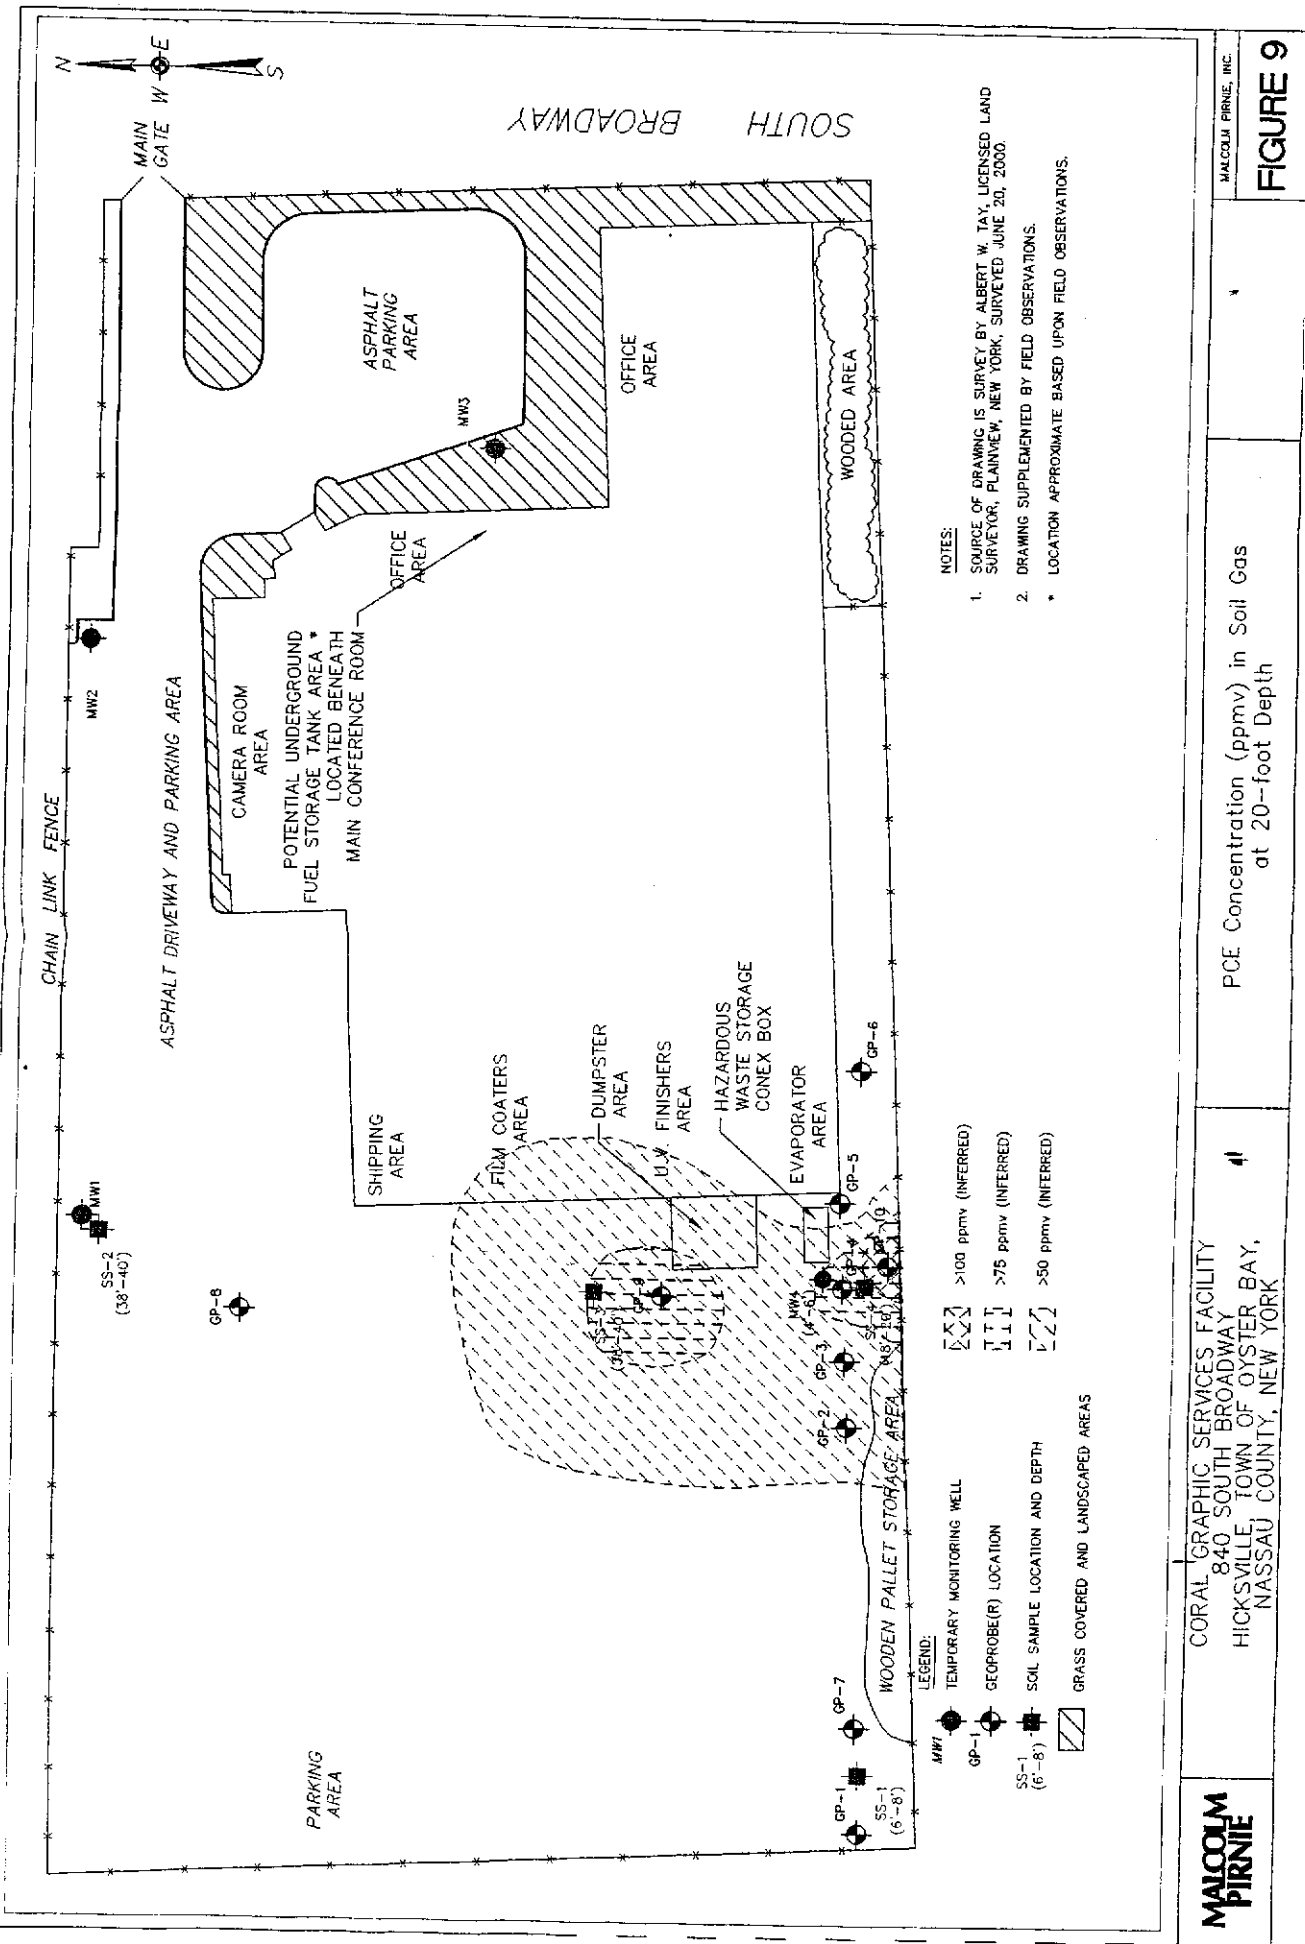 N
W
E
S
MAIN
GATE
SOUTH BROADWAY
CHAIN LINK FENCE
MW2
ASPHALT DRIVEWAY AND PARKING AREA
ASPHALT
PARKING
AREA
MW3
OFFICE
AREA
WOODED AREA
OFFICE
AREA
CAMERA ROOM
AREA
POTENTIAL UNDERGROUND
FUEL STORAGE TANK AREA *
LOCATED BENEATH
MAIN CONFERENCE ROOM
MW1
SS-2
(38'-40')
GP-8
SHIPPING
AREA
FILM COATERS
AREA
DUMPSTER
AREA
U.V. FINISHERS
AREA
HAZARDOUS
WASTE STORAGE
CONEX BOX
EVAPORATOR
AREA
GP-6
GP-5
GP-10
GP-4
MW4
(4'-6')
GP-9
GP-3
GP-2
WOODEN PALLET STORAGE AREA
PARKING
AREA
GP-7
GP-1
SS-1
(6'-8')
NOTES:
1. SOURCE OF DRAWING IS SURVEY BY ALBERT W. TAY, LICENSED LAND
SURVEYOR, PLAINVIEW, NEW YORK, SURVEYED JUNE 20, 2000.
2. DRAWING SUPPLEMENTED BY FIELD OBSERVATIONS.
* LOCATION APPROXIMATE BASED UPON FIELD OBSERVATIONS.
LEGEND:
MW1 TEMPORARY MONITORING WELL
GP-1 GEOPROBE(R) LOCATION
SS-1
(6'-8') SOIL SAMPLE LOCATION AND DEPTH
GRASS COVERED AND LANDSCAPED AREAS
>100 ppmv (INFERRED)
>75 ppmv (INFERRED)
>50 ppmv (INFERRED)
MALCOLM
PIRNIE
CORAL GRAPHIC SERVICES FACILITY
840 SOUTH BROADWAY
HICKSVILLE, TOWN OF OYSTER BAY,
NASSAU COUNTY, NEW YORK
PCE Concentration (ppmv) in Soil Gas
at 20-foot Depth
MALCOLM PIRNIE, INC.
FIGURE 9